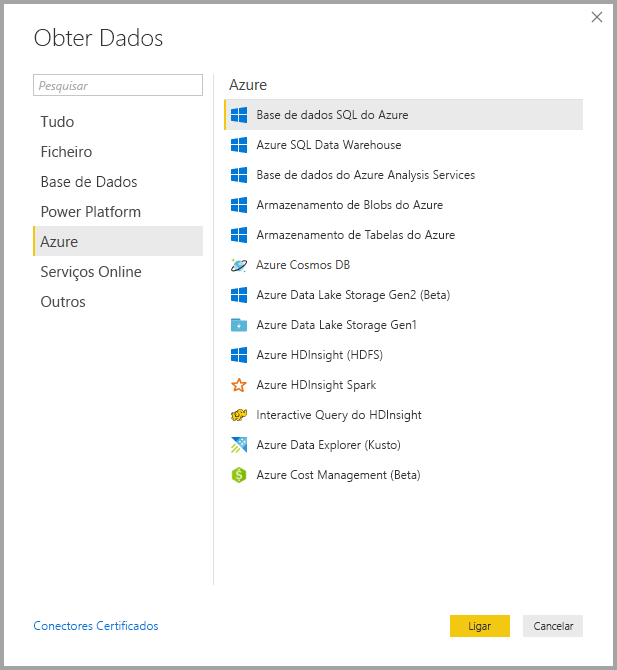 Obter Dados
Pesquisar
Tudo
Ficheiro
Base de Dados
Power Platform
Azure
Serviços Online
Outros
Azure
Base de dados SQL do Azure
Azure SQL Data Warehouse
Base de dados do Azure Analysis Services
Armazenamento de Blobs do Azure
Armazenamento de Tabelas do Azure
Azure Cosmos DB
Azure Data Lake Storage Gen2 (Beta)
Azure Data Lake Storage Gen1
Azure HDInsight (HDFS)
Azure HDInsight Spark
Interactive Query do HDInsight
Azure Data Explorer (Kusto)
Azure Cost Management (Beta)
Conectores Certificados
Ligar
Cancelar